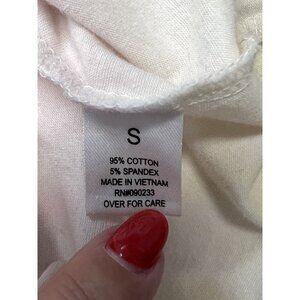 S
95% COTTON
5% SPANDEX
MADE IN VIETNAM
RN#090233
OVER FOR CARE